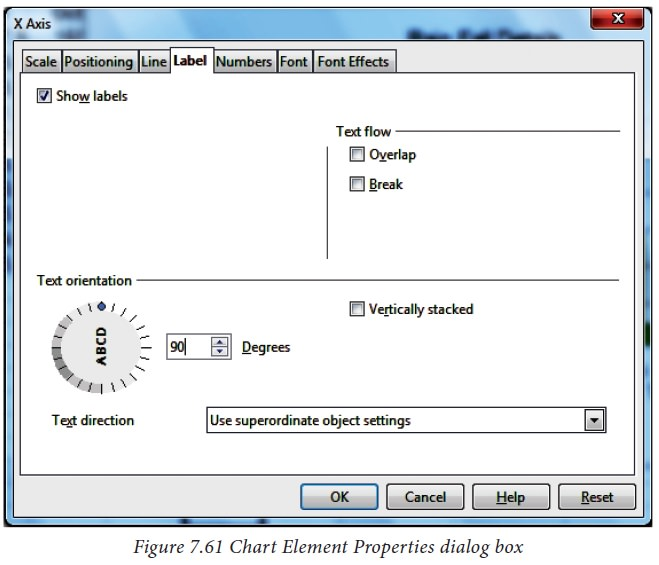 X Axis
Scale Positioning Line Label Numbers Font Font Effects
Show labels
Text flow
Overlap
Break
Text orientation
Vertically stacked
ABCD
90 Degrees
Text direction Use superordinate object settings
OK Cancel Help Reset
Figure 7.61 Chart Element Properties dialog box